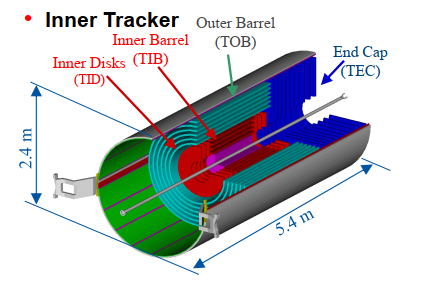 • Inner Tracker
Outer Barrel
(TOB)
Inner Barrel
(TIB)
Inner Disks
(TID)
End Cap
(TEC)
2.4 m
5.4 m